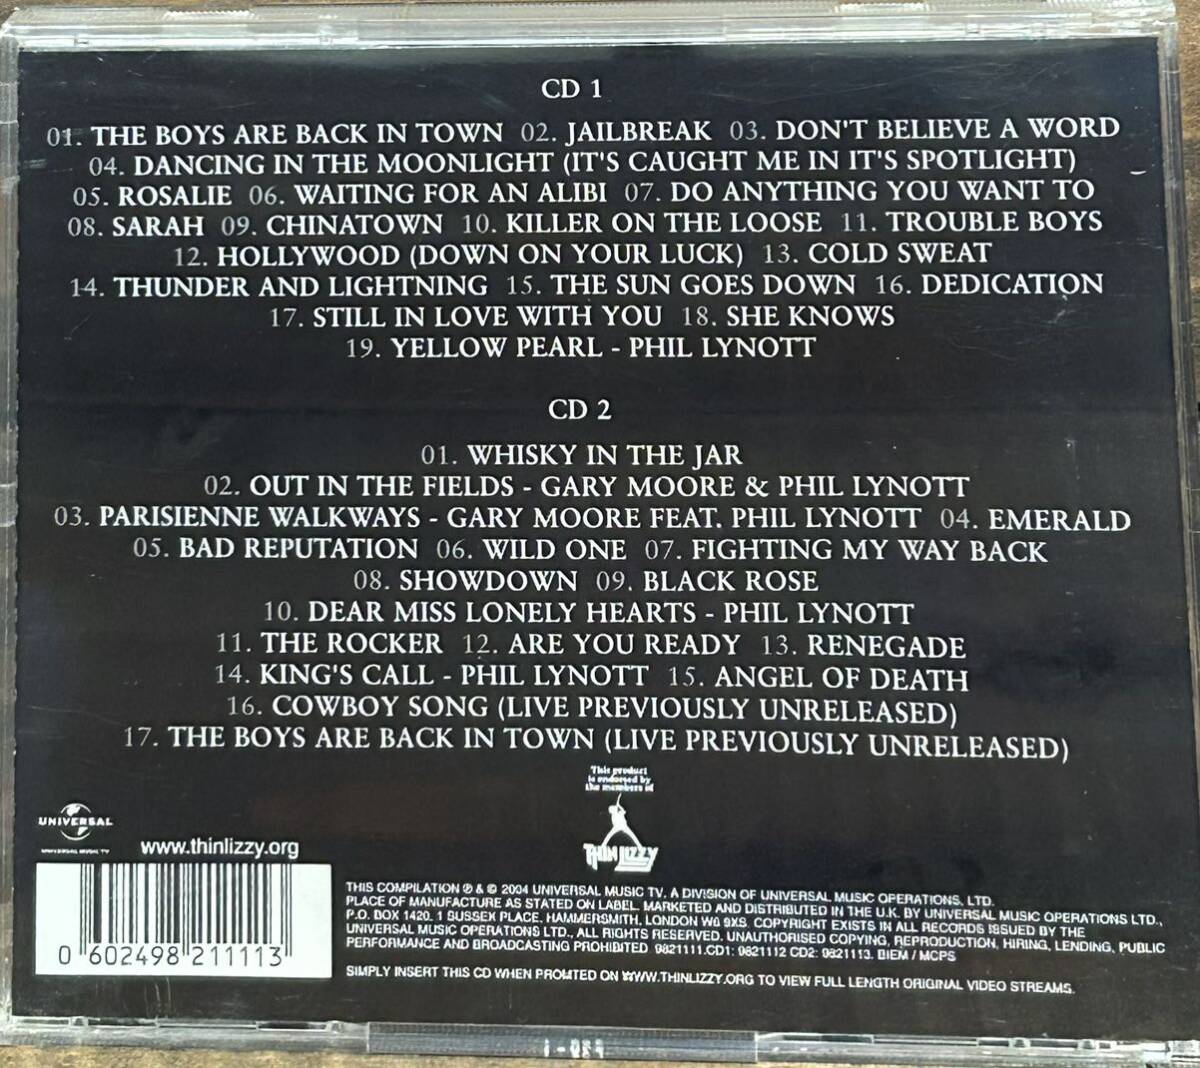 CD 1
01. THE BOYS ARE BACK IN TOWN 02. JAILBREAK 03. DON'T BELIEVE A WORD
04. DANCING IN THE MOONLIGHT (IT'S CAUGHT ME IN IT'S SPOTLIGHT)
05. ROSALIE 06. WAITING FOR AN ALIBI 07. DO ANYTHING YOU WANT TO
08. SARAH 09. CHINATOWN 10. KILLER ON THE LOOSE 11. TROUBLE BOYS
12. HOLLYWOOD (DOWN ON YOUR LUCK) 13. COLD SWEAT
14. THUNDER AND LIGHTNING 15. THE SUN GOES DOWN 16. DEDICATION
17. STILL IN LOVE WITH YOU 18. SHE KNOWS
19. YELLOW PEARL - PHIL LYNOTT
CD 2
01. WHISKY IN THE JAR
02. OUT IN THE FIELDS - GARY MOORE & PHIL LYNOTT
03. PARISIENNE WALKWAYS - GARY MOORE FEAT. PHIL LYNOTT 04. EMERALD
05. BAD REPUTATION 06. WILD ONE 07. FIGHTING MY WAY BACK
08. SHOWDOWN 09. BLACK ROSE
10. DEAR MISS LONELY HEARTS - PHIL LYNOTT
11. THE ROCKER 12. ARE YOU READY 13. RENEGADE
14. KING'S CALL - PHIL LYNOTT 15. ANGEL OF DEATH
16. COWBOY SONG (LIVE PREVIOUSLY UNRELEASED)
17. THE BOYS ARE BACK IN TOWN (LIVE PREVIOUSLY UNRELEASED)
This product
is endorsed by
the members of
THIN LIZZY
UNIVERSAL
UNIVERSAL MUSIC TV
www.thinlizzy.org
0 602498 211113
THIS COMPILATION ℗ & © 2004 UNIVERSAL MUSIC TV, A DIVISION OF UNIVERSAL MUSIC OPERATIONS, LTD.
PLACE OF MANUFACTURE AS STATED ON LABEL. MARKETED AND DISTRIBUTED IN THE U.K. BY UNIVERSAL MUSIC OPERATIONS LTD.,
P.O. BOX 1420, 1 SUSSEX PLACE, HAMMERSMITH, LONDON W6 9XS. COPYRIGHT EXISTS IN ALL RECORDS ISSUED BY THE
UNIVERSAL MUSIC OPERATIONS LTD., ALL RIGHTS RESERVED. UNAUTHORISED COPYING, REPRODUCTION, HIRING, LENDING, PUBLIC
PERFORMANCE AND BROADCASTING PROHIBITED 9821111.CD1: 9821112 CD2: 9821113. BIEM / MCPS
SIMPLY INSERT THIS CD WHEN PROMTED ON WWW.THINLIZZY.ORG TO VIEW FULL LENGTH ORIGINAL VIDEO STREAMS.